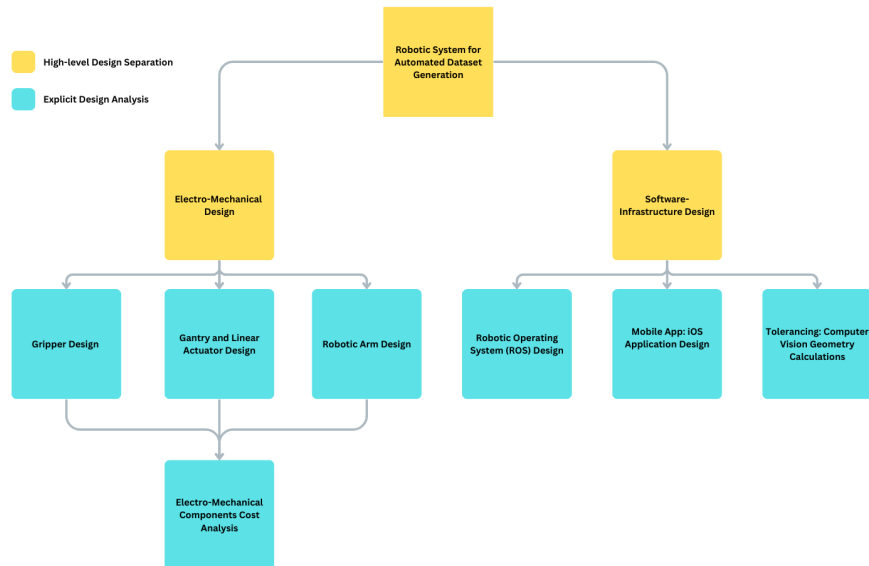 Robotic System for
Automated Dataset
Generation
High-level Design Separation
Explicit Design Analysis
Electro-Mechanical
Design
Software-
Infrastructure Design
Gripper Design
Gantry and Linear
Actuator Design
Robotic Arm Design
Robotic Operating
System (ROS) Design
Mobile App: iOS
Application Design
Tolerancing: Computer
Vision Geometry
Calculations
Electro-Mechanical
Components Cost
Analysis